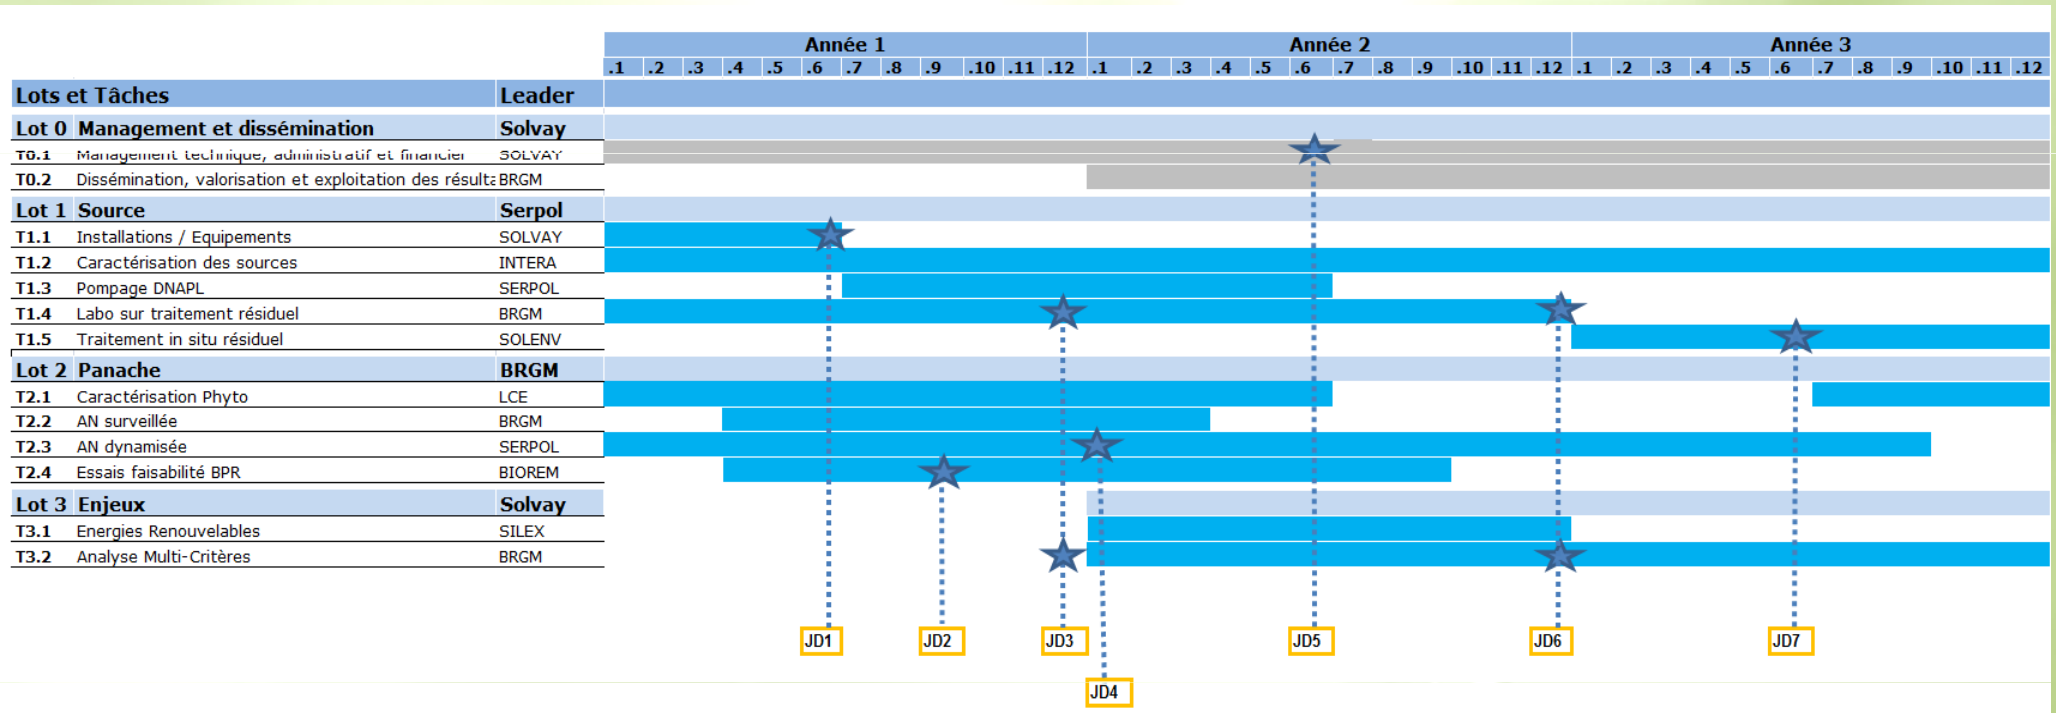 Année 1 Année 2 Année 3
.1 .2 .3 .4 .5 .6 .7 .8 .9 .10 .11 .12 .1 .2 .3 .4 .5 .6 .7 .8 .9 .10 .11 .12 .1 .2 .3 .4 .5 .6 .7 .8 .9 .10 .11 .12
Lots et Tâches Leader
Lot 0 Management et dissémination Solvay
T0.1 Management technique, administratif et financier SOLVAY
T0.2 Dissémination, valorisation et exploitation des résulta BRGM
Lot 1 Source Serpol
T1.1 Installations / Equipements SOLVAY
T1.2 Caractérisation des sources INTERA
T1.3 Pompage DNAPL SERPOL
T1.4 Labo sur traitement résiduel BRGM
T1.5 Traitement in situ résiduel SOLENV
Lot 2 Panache BRGM
T2.1 Caractérisation Phyto LCE
T2.2 AN surveillée BRGM
T2.3 AN dynamisée SERPOL
T2.4 Essais faisabilité BPR BIOREM
Lot 3 Enjeux Solvay
T3.1 Energies Renouvelables SILEX
T3.2 Analyse Multi-Critères BRGM
JD1 JD2 JD3 JD5 JD6 JD7
JD4